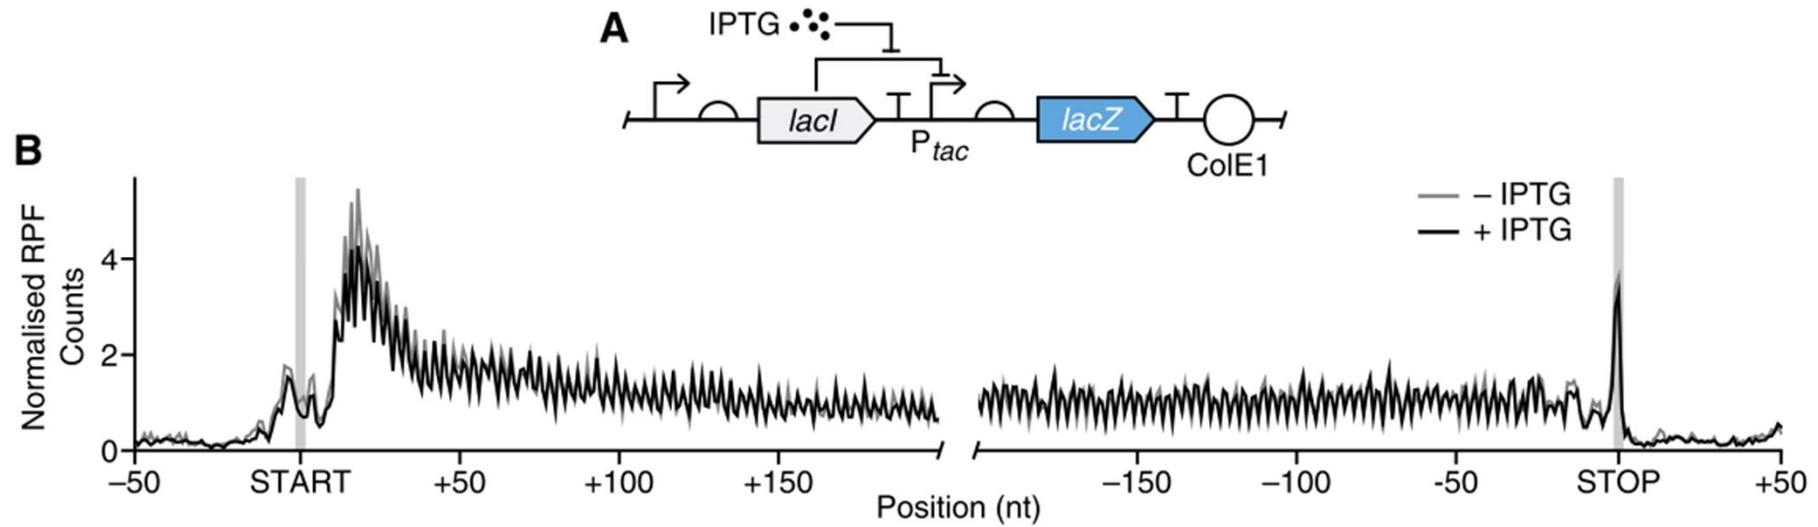 A
IPTG
lacI
Ptac
lacZ
ColE1
B
Normalised RPF
Counts
4
2
0
– IPTG
+ IPTG
–50
START
+50
+100
+150
–150
–100
-50
STOP
+50
Position (nt)